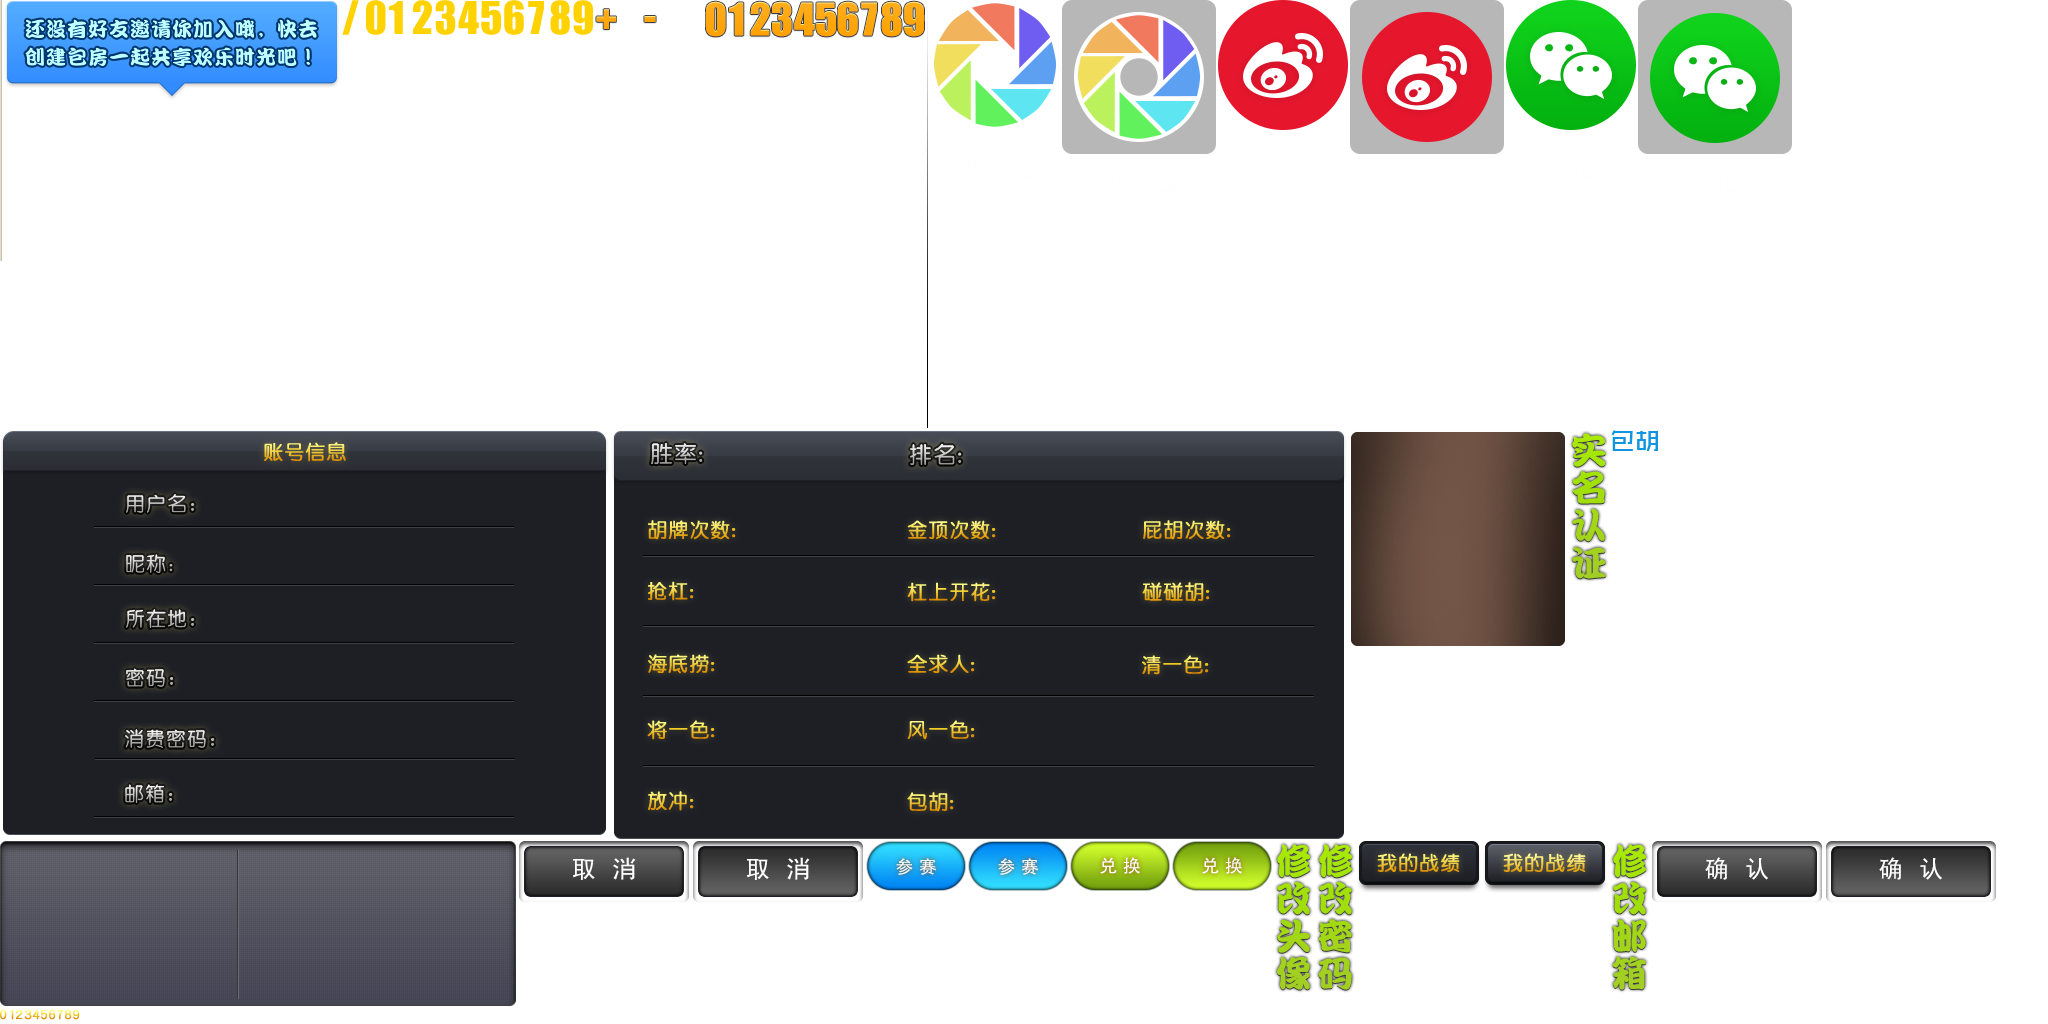 还没有好友邀请你加入哦，快去
创建包房一起共享欢乐时光吧！
/0123456789+ -
0123456789
账号信息
用户名:
昵称:
所在地:
密码:
消费密码:
邮箱:
胜率:
排名:
胡牌次数:
金顶次数:
屁胡次数:
抢杠:
杠上开花:
碰碰胡:
海底捞:
全求人:
清一色:
将一色:
风一色:
放冲:
包胡:
实名认证
包胡
取 消
取 消
参 赛
参 赛
兑 换
兑 换
修改头像
修改密码
我的战绩
我的战绩
修改邮箱
确 认
确 认
0123456789